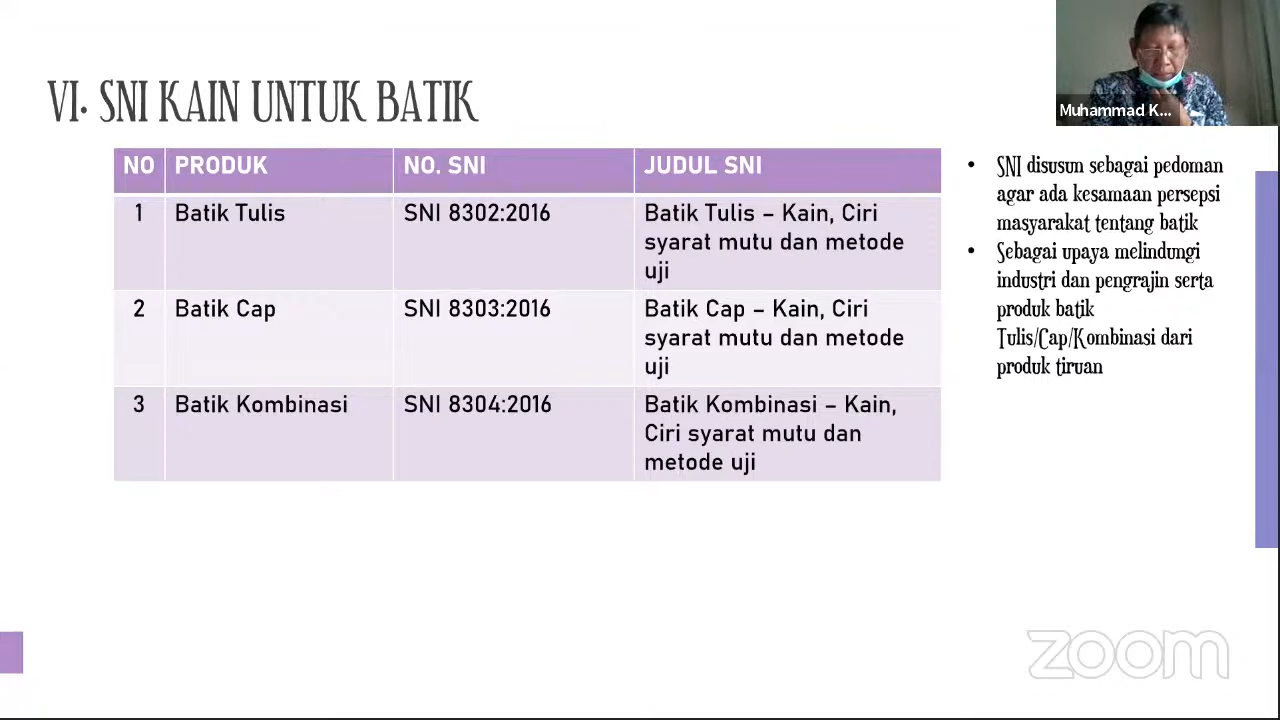 VI. SNI KAIN UNTUK BATIK
Muhammad K...
NO PRODUK NO. SNI JUDUL SNI
1 Batik Tulis SNI 8302:2016 Batik Tulis – Kain, Ciri
syarat mutu dan metode
uji
2 Batik Cap SNI 8303:2016 Batik Cap – Kain, Ciri
syarat mutu dan metode
uji
3 Batik Kombinasi SNI 8304:2016 Batik Kombinasi – Kain,
Ciri syarat mutu dan
metode uji
• SNI disusun sebagai pedoman
agar ada kesamaan persepsi
masyarakat tentang batik
• Sebagai upaya melindungi
industri dan pengrajin serta
produk batik
Tulis/Cap/Kombinasi dari
produk tiruan
zoom